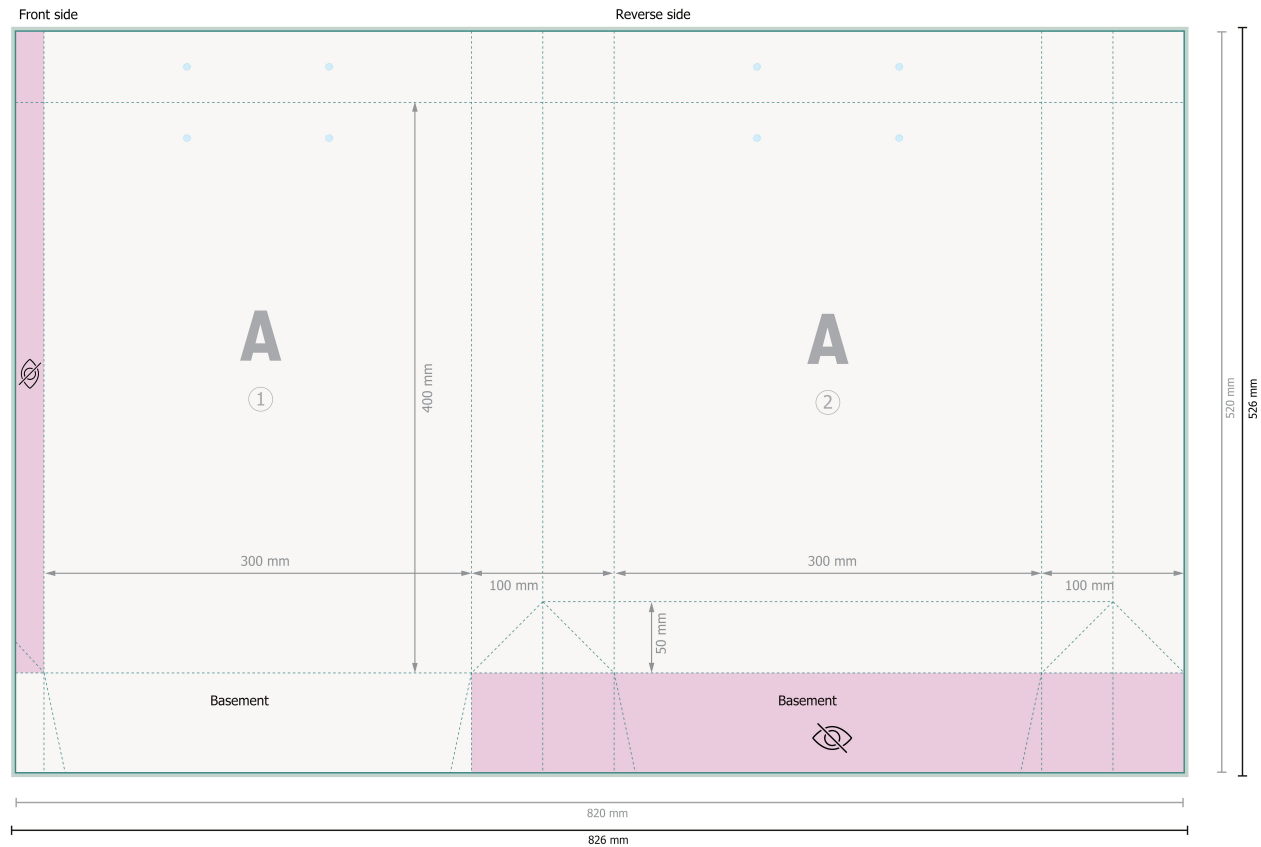 Front side
Reverse side
A
1
A
2
400 mm
520 mm
526 mm
300 mm
100 mm
300 mm
100 mm
50 mm
Basement
Basement
820 mm
826 mm